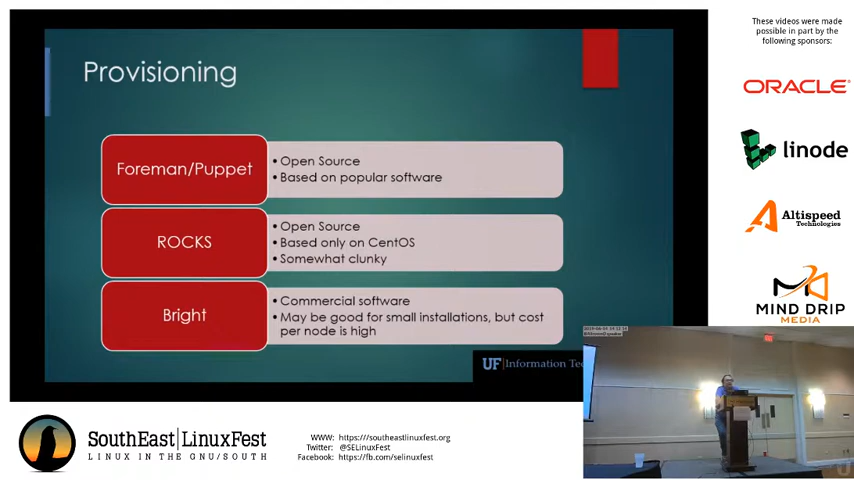 Provisioning
Foreman/Puppet
• Open Source
• Based on popular software
ROCKS
• Open Source
• Based only on CentOS
• Somewhat clunky
Bright
• Commercial software
• May be good for small installations, but cost
per node is high
UF Information Te
These videos were made
possible in part by the
following sponsors:
ORACLE
linode
Altispeed
Technologies
MIND DRIP
MEDIA
SouthEast|LinuxFest
LINUX IN THE GNU/SOUTH
WWW: https:///southeastlinuxfest.org
Twitter: @SELinuxFest
Facebook: https://fb.com/selinuxfest